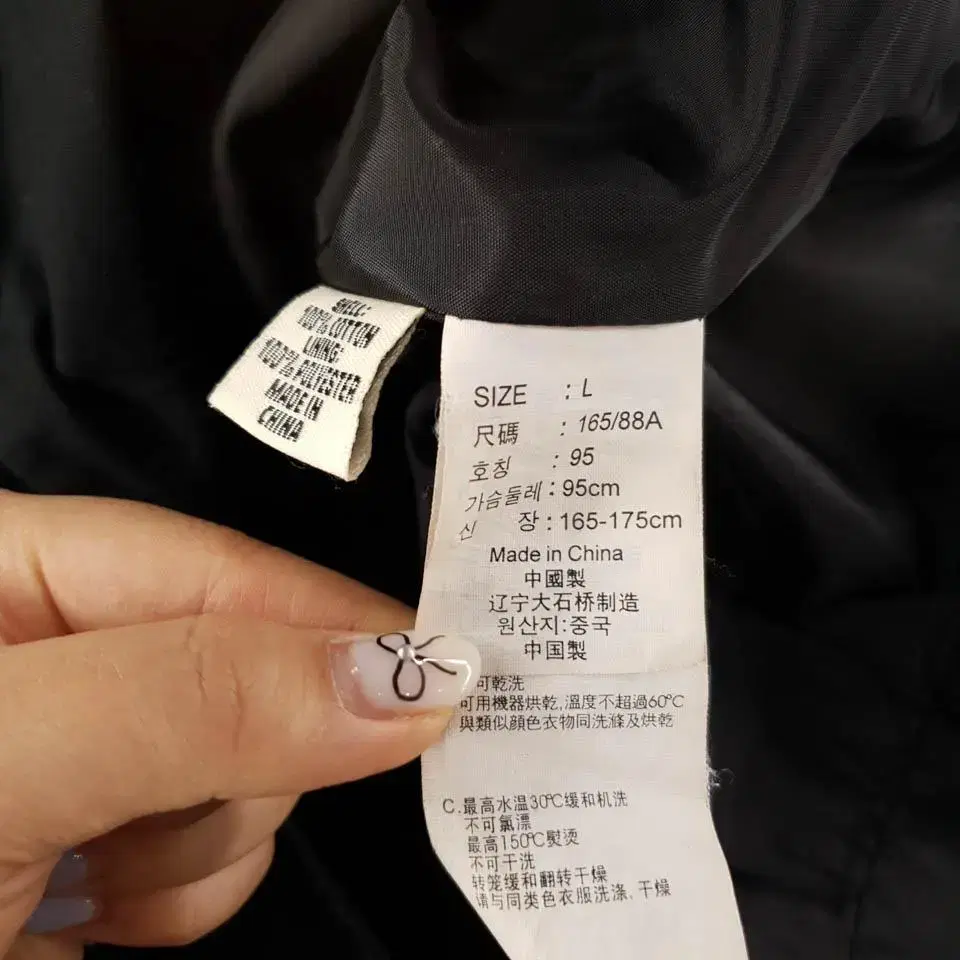 SHELL:
100% COTTON
LINING:
100% POLYESTER
MADE IN
CHINA
SIZE : L
尺碼 : 165/88A
호칭 : 95
가슴둘레 : 95cm
신 장 : 165-175cm
Made in China
中國製
辽宁大石桥制造
원산지:중국
中国製
可乾洗
可用機器烘乾,溫度不超過60℃
與類似顔色衣物同洗滌及烘乾
C.最高水温30℃缓和机洗
不可氯漂
最高150℃熨烫
不可干洗
转笼缓和翻转干燥
请与同类色衣服洗涤, 干燥